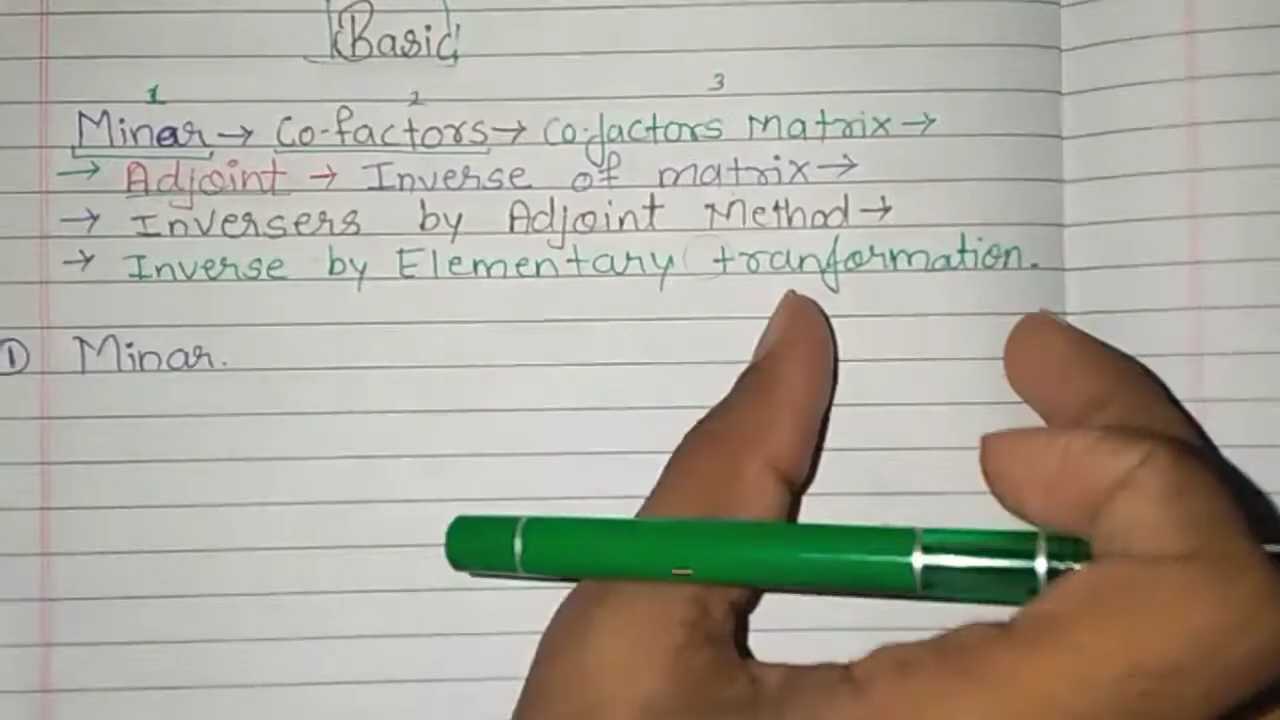 Basic
1 2 3
Minar → Co-factors → Co-factors Matrix →
→ Adjoint → Inverse of matrix →
→ Inversers by Adjoint Method →
→ Inverse by Elementary tranformation.
① Minar.